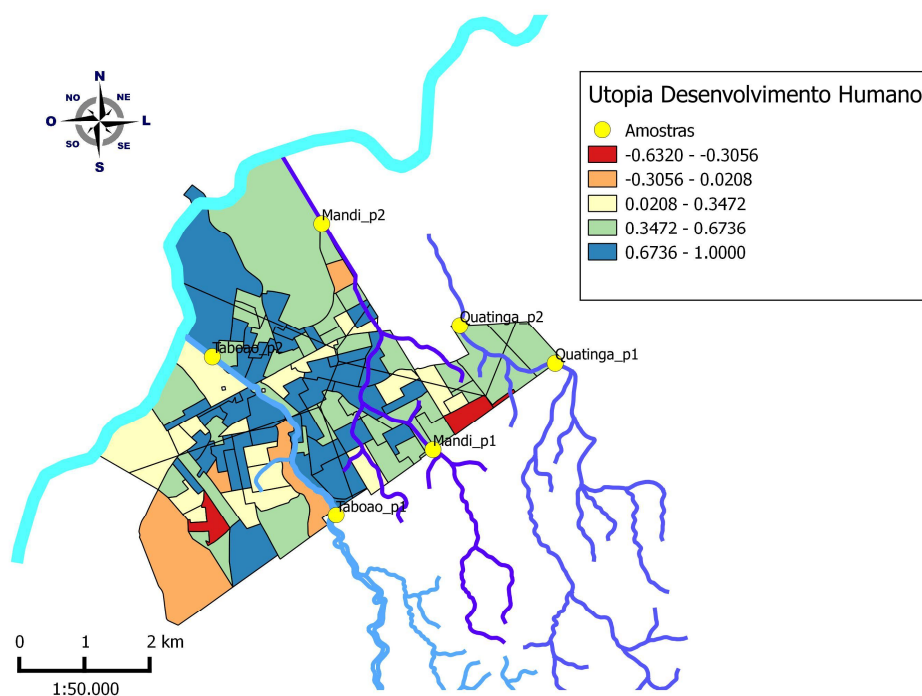 N
NO NE
O L
SO SE
S
Utopia Desenvolvimento Humano
Amostras
-0.6320 - -0.3056
-0.3056 - 0.0208
0.0208 - 0.3472
0.3472 - 0.6736
0.6736 - 1.0000
Mandi_p2
Quatinga_p2
Taboao_p2
Quatinga_p1
Mandi_p1
Taboao_p1
0 1 2 km
1:50.000